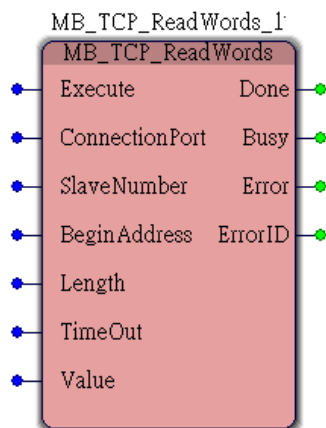 MB_TCP_ReadWords_1
MB_TCP_ReadWords
Execute Done
ConnectionPort Busy
SlaveNumber Error
BeginAddress ErrorID
Length
TimeOut
Value